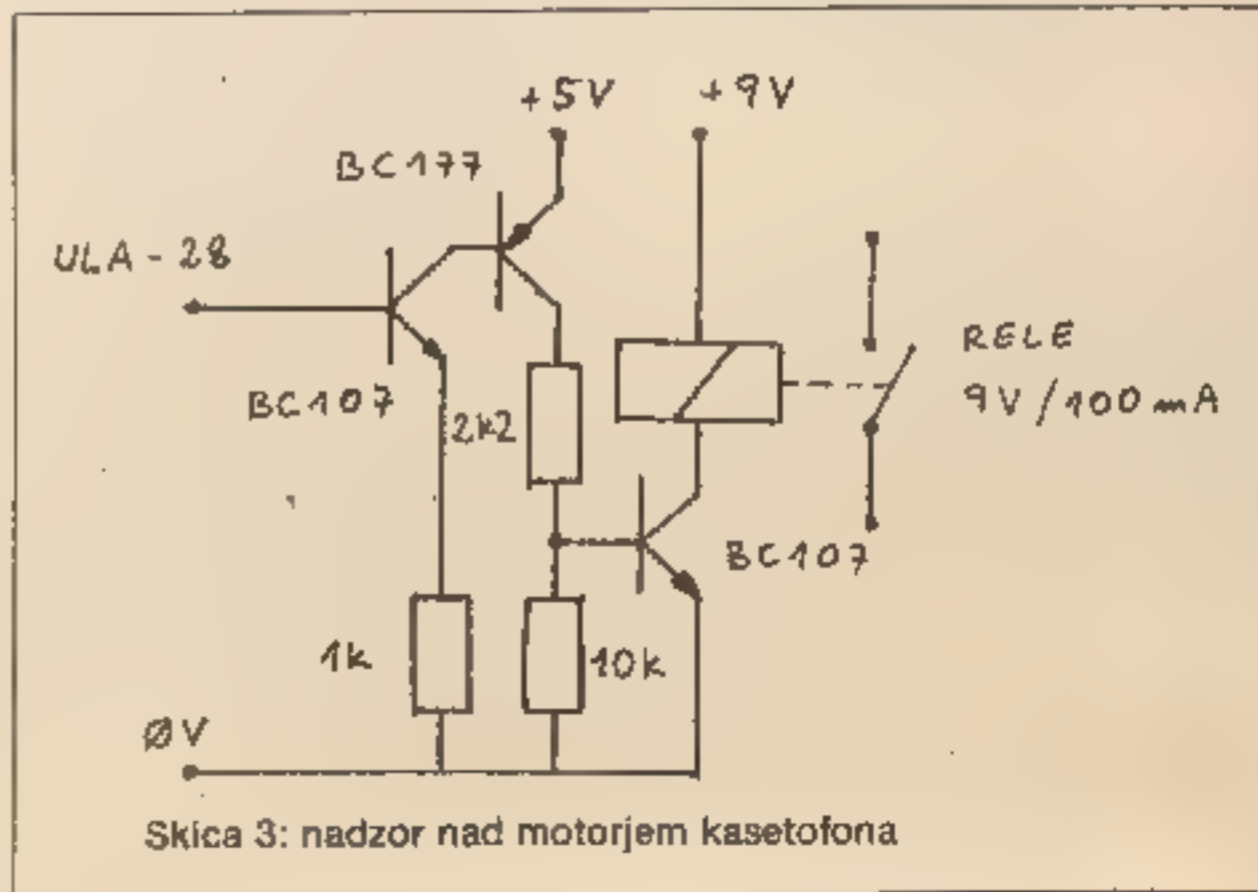 +5V
+9V
BC177
ULA-28
BC107
2k2
RELE
9V/100mA
BC107
1k
10k
ØV
Skica 3: nadzor nad motorjem kasetofona